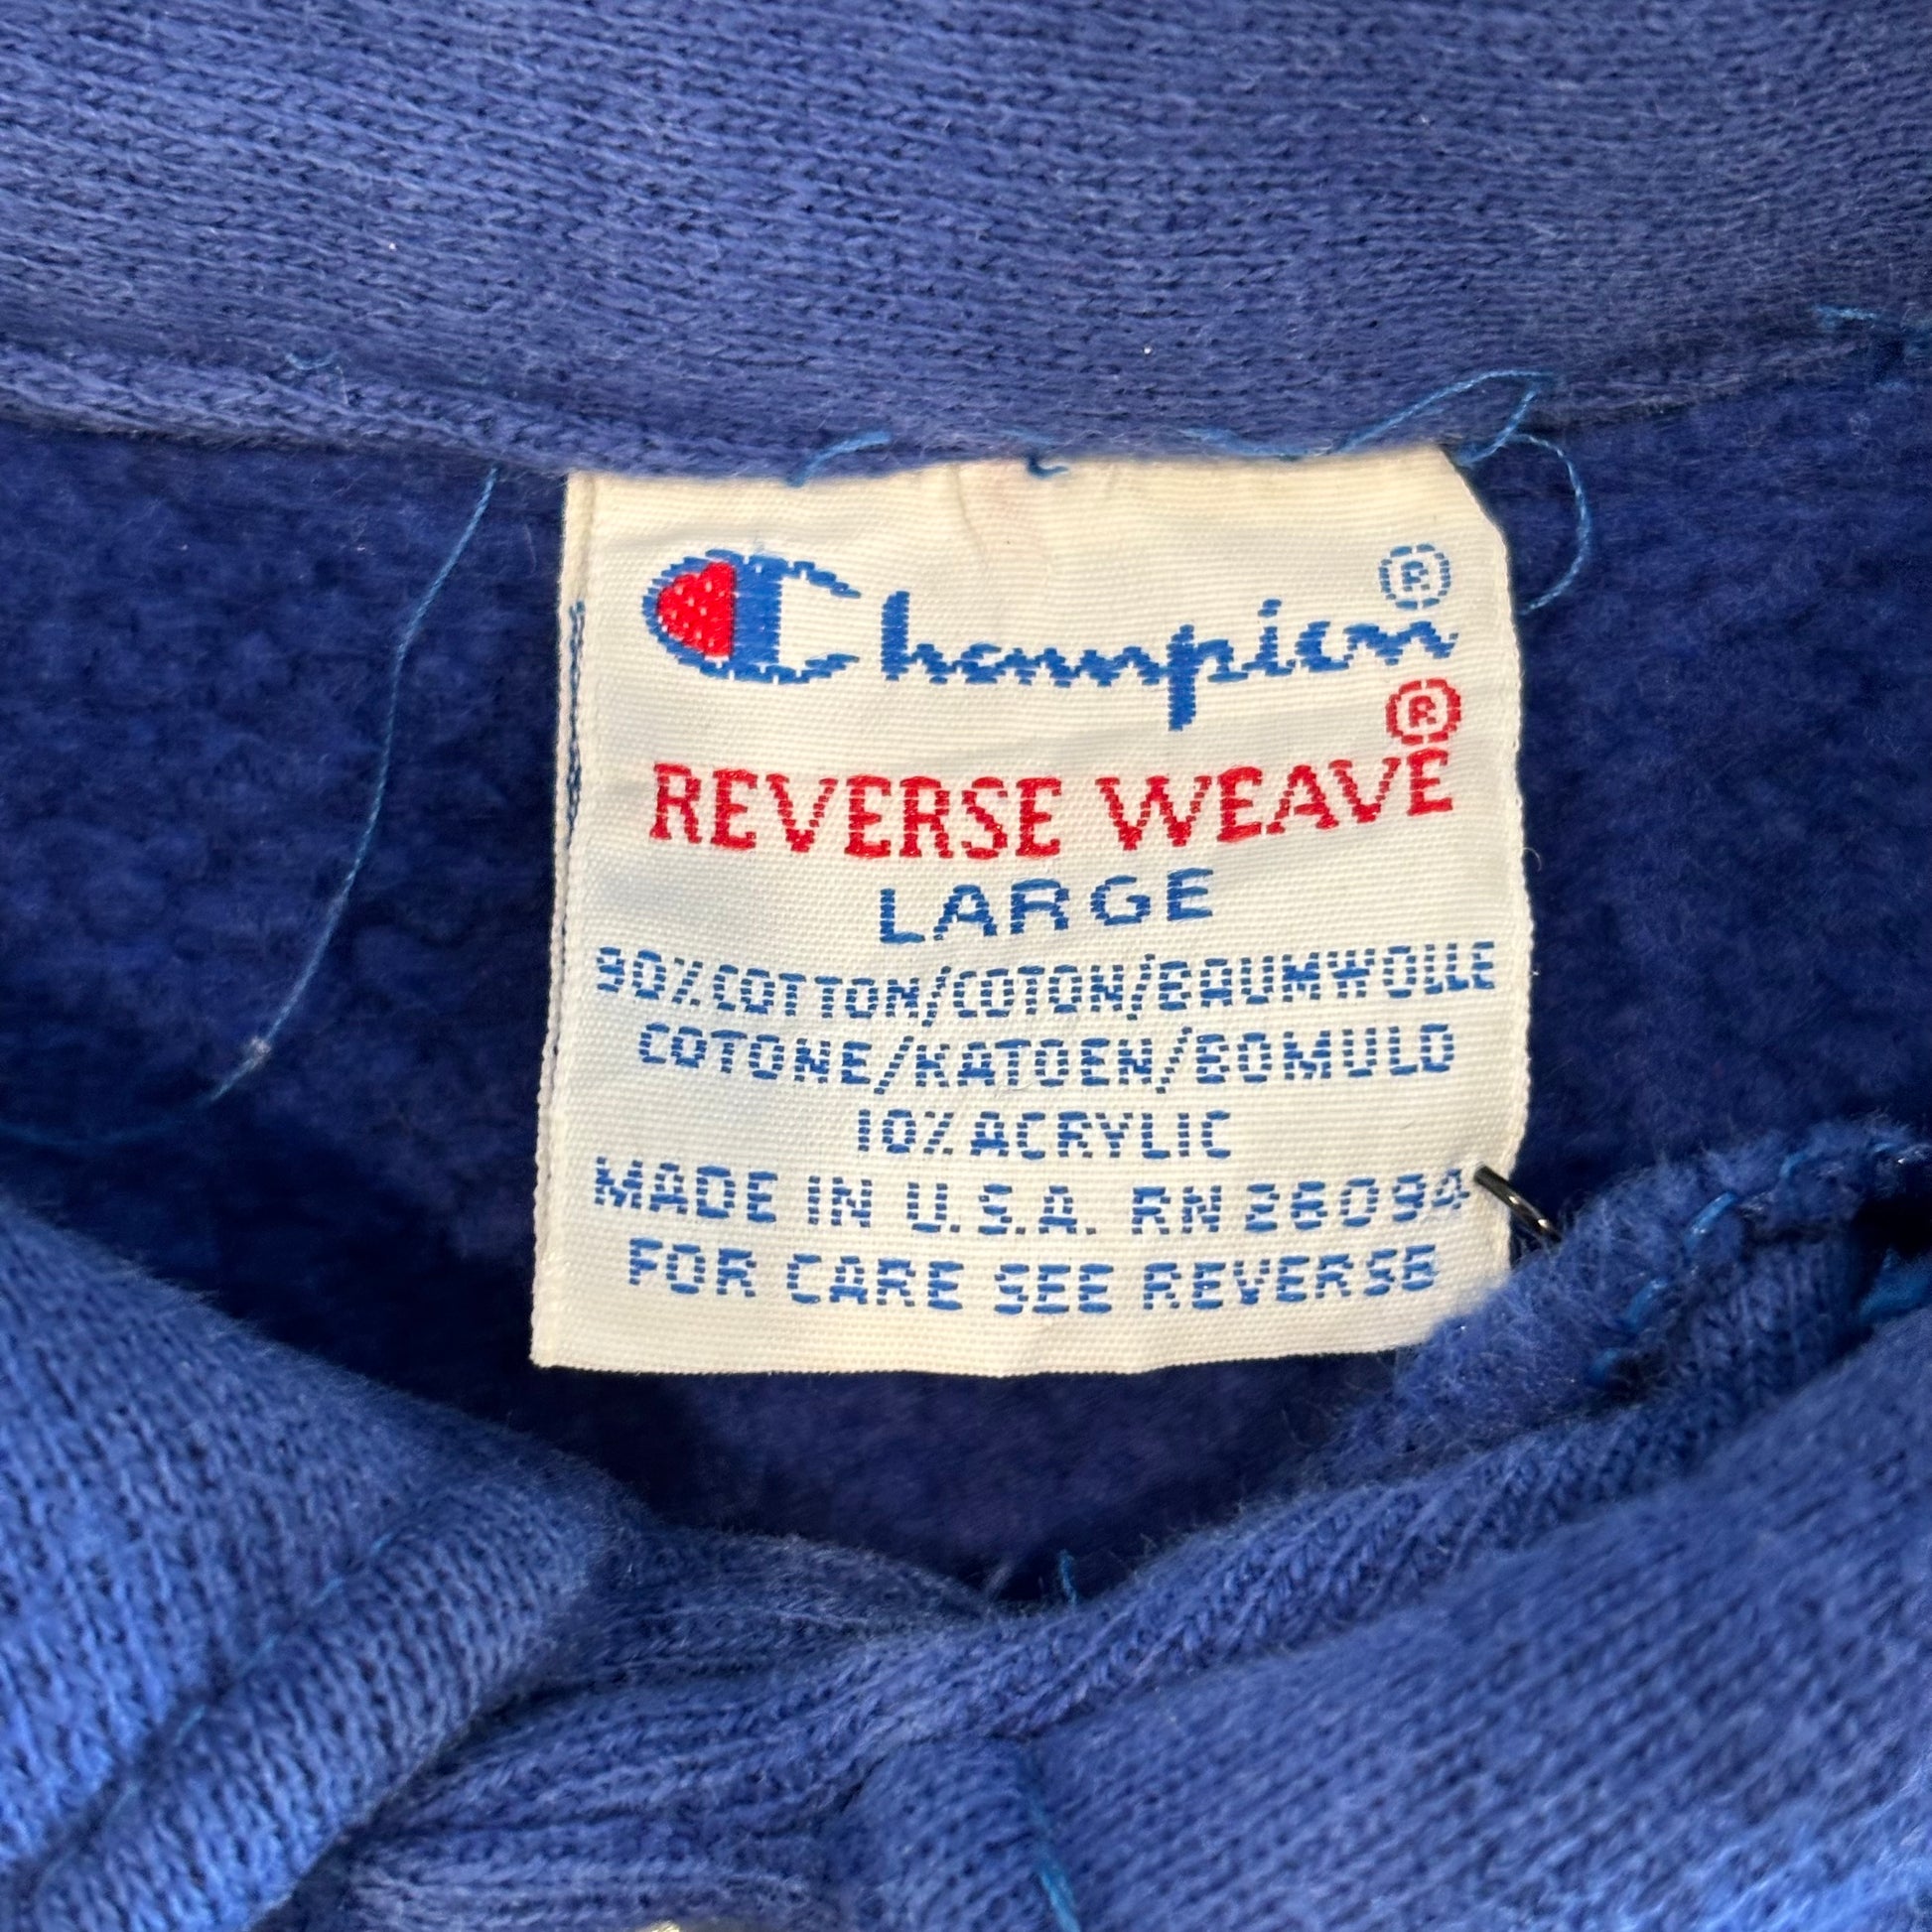 Champion®
REVERSE WEAVE®
LARGE
90% COTTON/COTON/BAUMWOLLE
COTONE/KATOEN/BOMULD
10% ACRYLIC
MADE IN U.S.A. RN 26094
FOR CARE SEE REVERSE